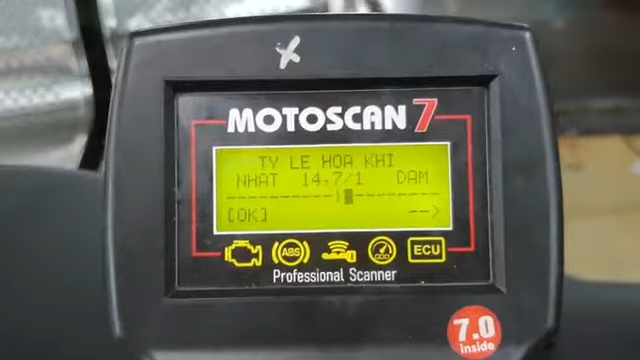 MOTOSCAN 7
TY LE HOA KHI
NHAT 14,7/1 DAM
[OK] -->
ABS
ECU
Professional Scanner
7.0
inside